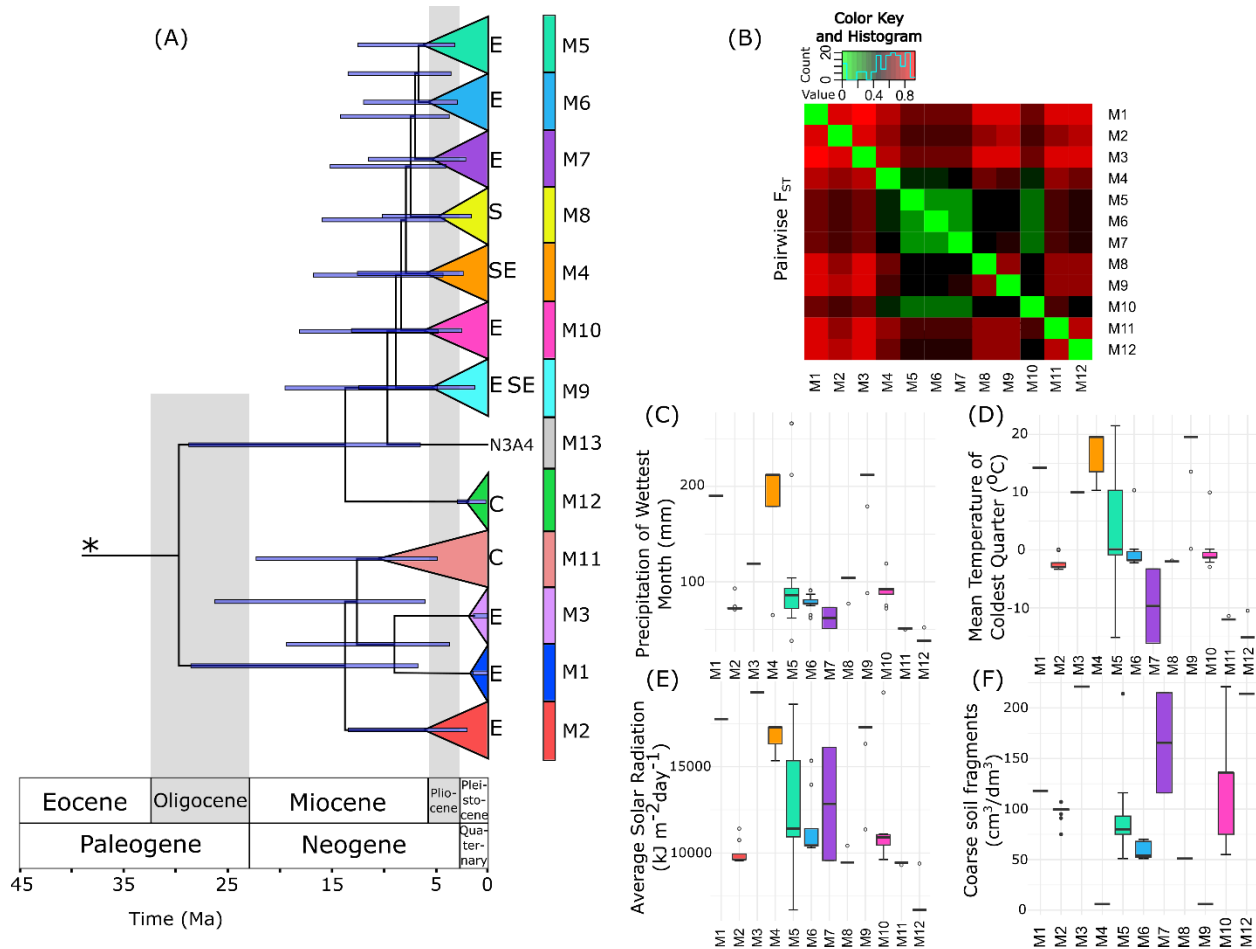 (A)
E
M5
E
M6
E
M7
S
M8
SE
M4
E
M10
E SE
M9
N3A4
M13
C
M12
*
C
M11
E
M3
E
M1
E
M2
Eocene
Oligocene
Miocene
Plio-
cene
Plei-
sto-
cene
Paleogene
Neogene
Qua-
ter-
nary
45 35 25 15 5 0
Time (Ma)
(B)
Color Key
and Histogram
Count
0 20
Value 0 0.4 0.8
Pairwise FST
M1
M2
M3
M4
M5
M6
M7
M8
M9
M10
M11
M12
M1 M2 M3 M4 M5 M6 M7 M8 M9 M10 M11 M12
(C)
Precipitation of Wettest
Month (mm)
200
100
M1 M2 M3 M4 M5 M6 M7 M8 M9 M10 M11 M12
(D)
Mean Temperature of
Coldest Quarter (OC)
20
10
0
-10
M1 M2 M3 M4 M5 M6 M7 M8 M9 M10 M11 M12
(E)
Average Solar Radiation
(kJ m-2day-1)
15000
10000
M1 M2 M3 M4 M5 M6 M7 M8 M9 M10 M11 M12
(F)
Coarse soil fragments
(cm3/dm3)
200
150
100
50
0
M1 M2 M3 M4 M5 M6 M7 M8 M9 M10 M11 M12